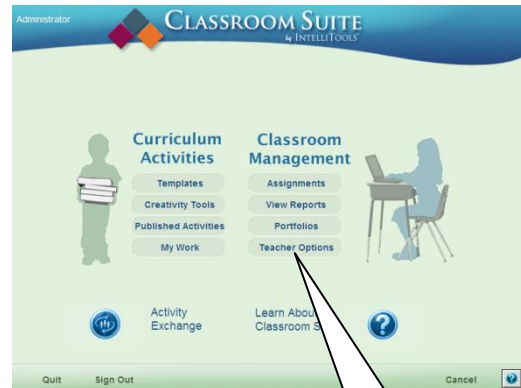 Administrator
CLASSROOM SUITE
by INTELLITOOLS
Curriculum
Activities
Templates
Creativity Tools
Published Activities
My Work
Classroom
Management
Assignments
View Reports
Portfolios
Teacher Options
Activity
Exchange
Learn Abou
Classroom S
?
Quit
Sign Out
Cancel
?